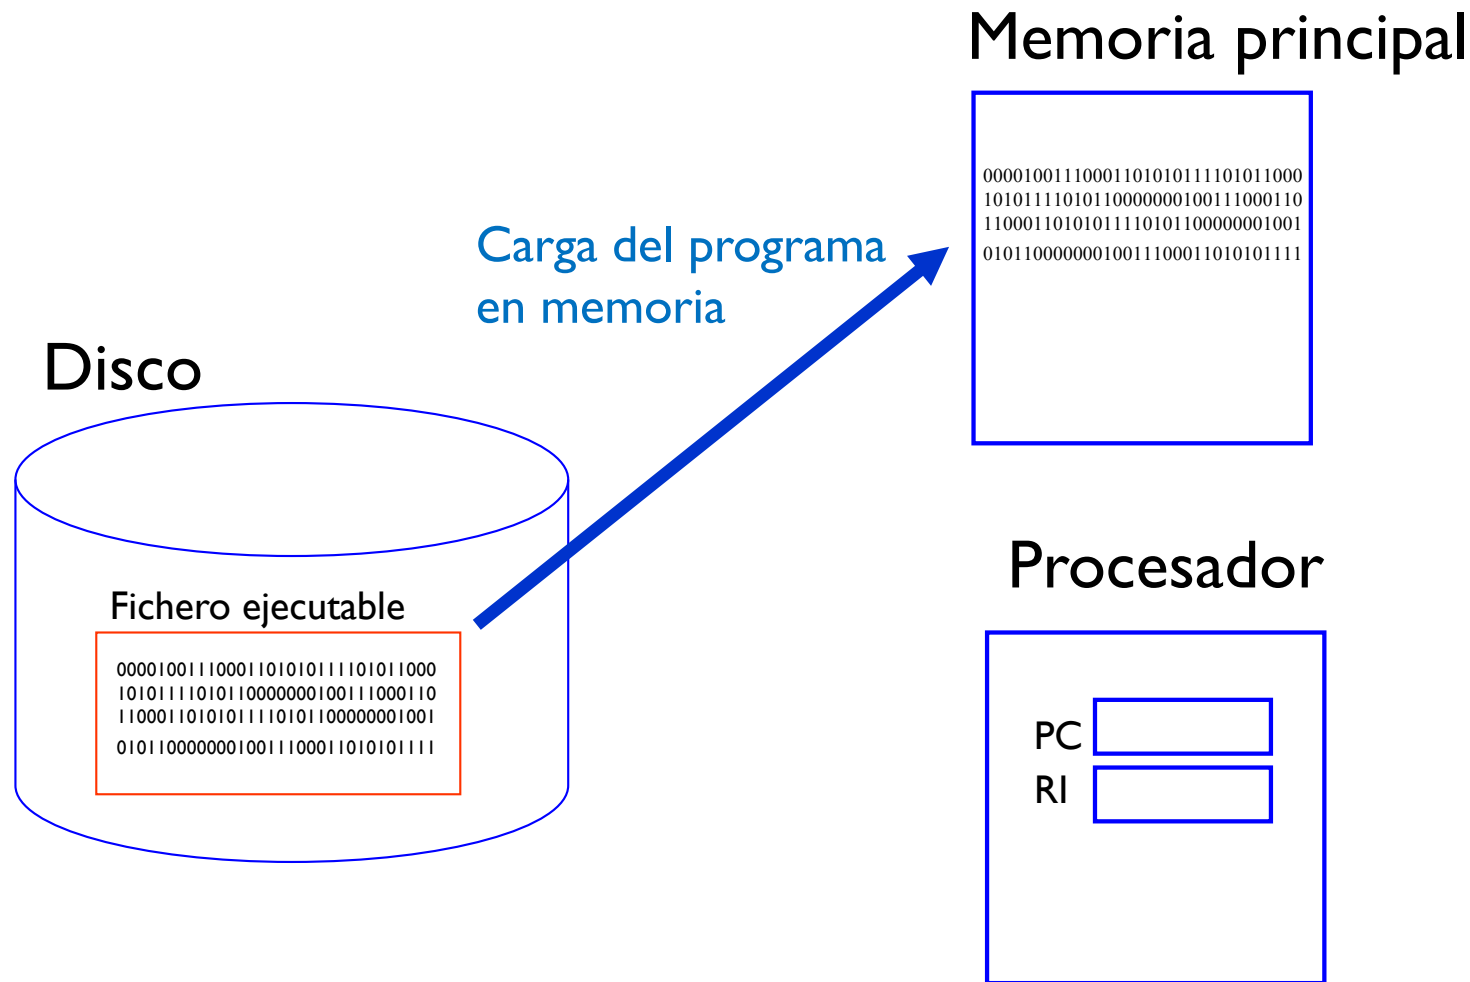 Memoria principal
00001001110001101010111101011000
10101111010110000000100111000110
11000110101011110101100000001001
01011000000010011100011010101111
Carga del programa
en memoria
Disco
Fichero ejecutable
00001001110001101010111101011000
10101111010110000000100111000110
11000110101011110101100000001001
01011000000010011100011010101111
Procesador
PC
RI